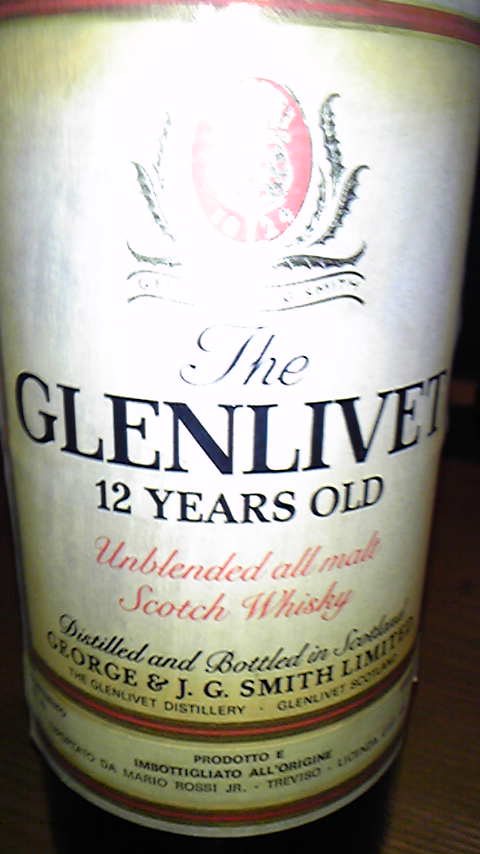 The
GLENLIVET
12 YEARS OLD
Unblended all malt
Scotch Whisky
Distilled and Bottled in Scotland
GEORGE & J. G. SMITH LIMITED
THE GLENLIVET DISTILLERY · GLENLIVET SCOTLAND
PRODOTTO E
IMBOTTIGLIATO ALL'ORIGINE
DA MARIO ROSSI JR. - TREVISO - LICENZA